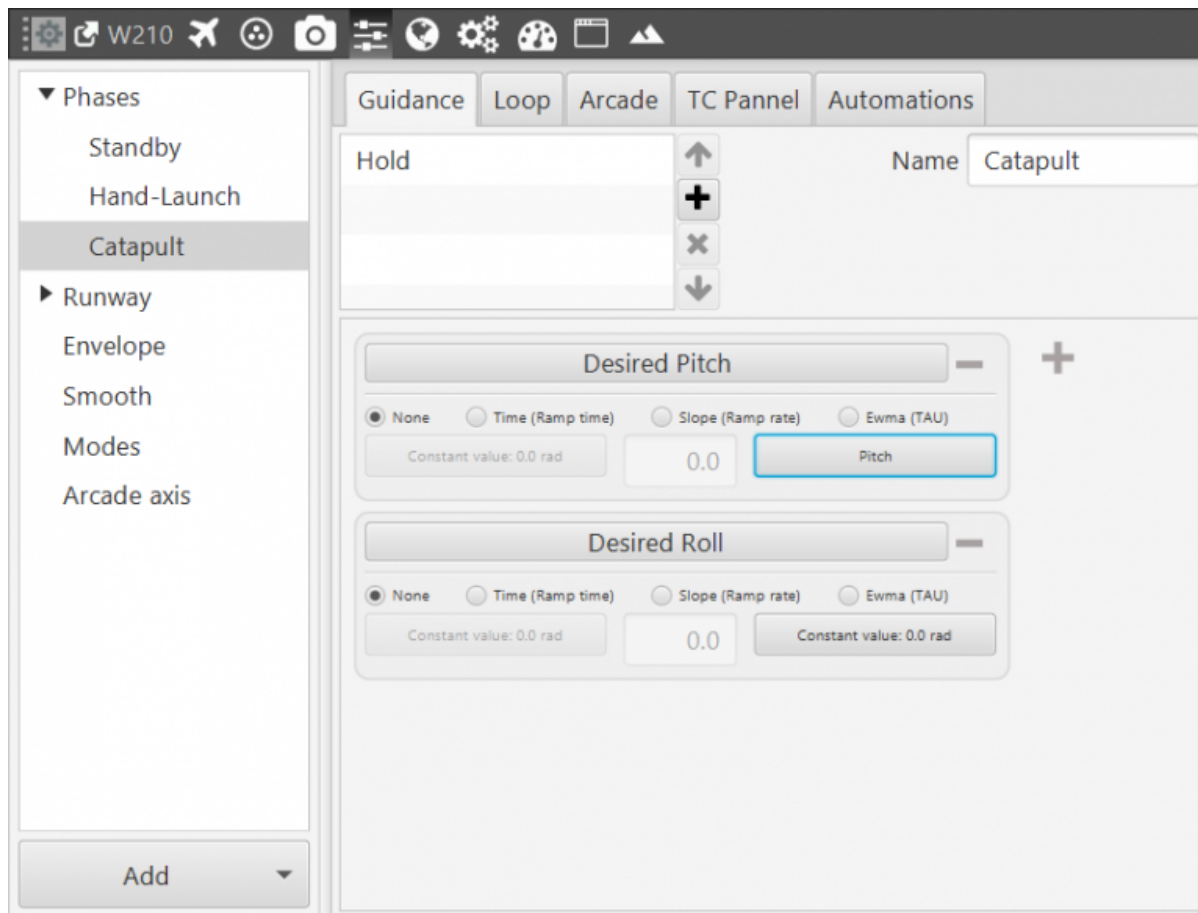 W210
Phases
Standby
Hand-Launch
Catapult
Runway
Envelope
Smooth
Modes
Arcade axis
Add
Guidance Loop Arcade TC Pannel Automations
Hold
Name Catapult
Desired Pitch
None Time (Ramp time) Slope (Ramp rate) Ewma (TAU)
Constant value: 0.0 rad 0.0 Pitch
Desired Roll
None Time (Ramp time) Slope (Ramp rate) Ewma (TAU)
Constant value: 0.0 rad 0.0 Constant value: 0.0 rad